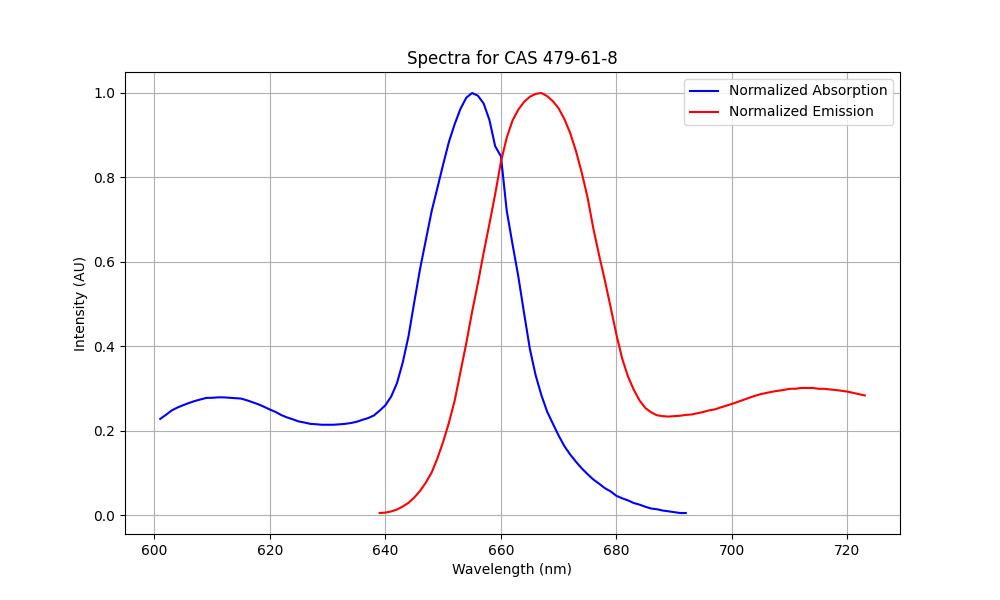 Spectra for CAS 479-61-8
Normalized Absorption
Normalized Emission
1.0
0.8
0.6
0.4
0.2
0.0
Intensity (AU)
600 620 640 660 680 700 720
Wavelength (nm)